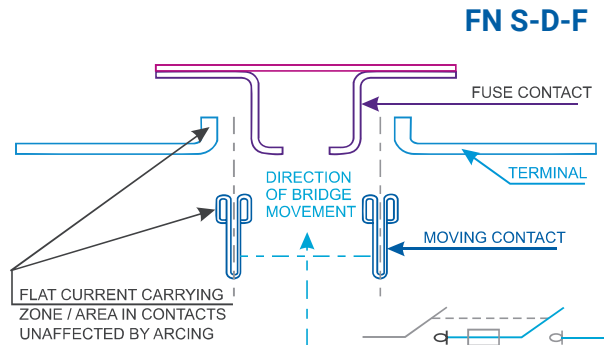 FN S-D-F
FUSE CONTACT
TERMINAL
DIRECTION
OF BRIDGE
MOVEMENT
MOVING CONTACT
FLAT CURRENT CARRYING
ZONE / AREA IN CONTACTS
UNAFFECTED BY ARCING